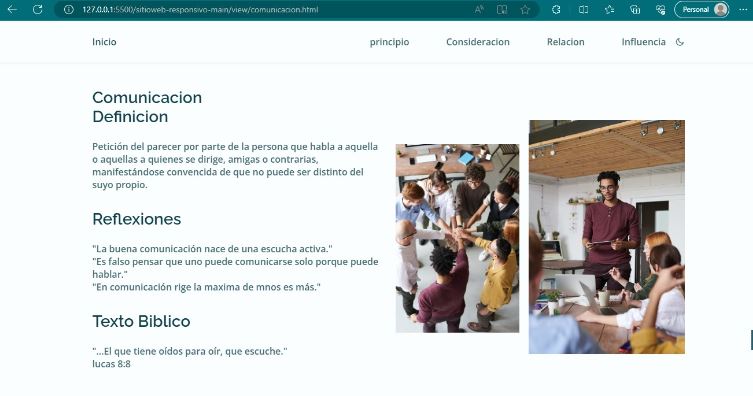 127.0.0.1:5500/sitioweb-responsivo-main/view/comunicacion.html
Personal
Inicio
principio
Consideracion
Relacion
Influencia
Comunicacion
Definicion
Petición del parecer por parte de la persona que habla a aquella
o aquellas a quienes se dirige, amigas o contrarias,
manifestándose convencida de que no puede ser distinto del
suyo propio.
Reflexiones
"La buena comunicación nace de una escucha activa."
"Es falso pensar que uno puede comunicarse solo porque puede
hablar."
"En comunicación rige la maxima de mnos es más."
Texto Biblico
"...El que tiene oídos para oír, que escuche."
lucas 8:8